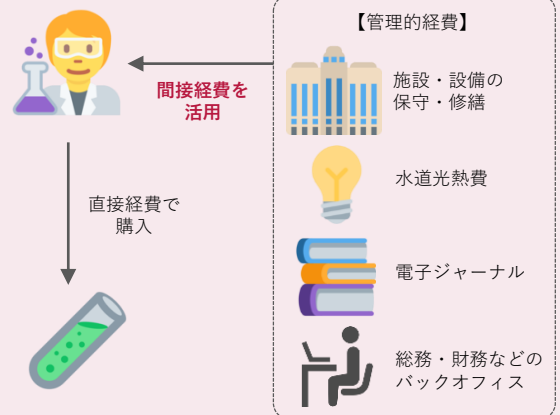 【管理的経費】
施設・設備の
保守・修繕
間接経費を
活用
水道光熱費
直接経費で
購入
電子ジャーナル
総務・財務などの
バックオフィス